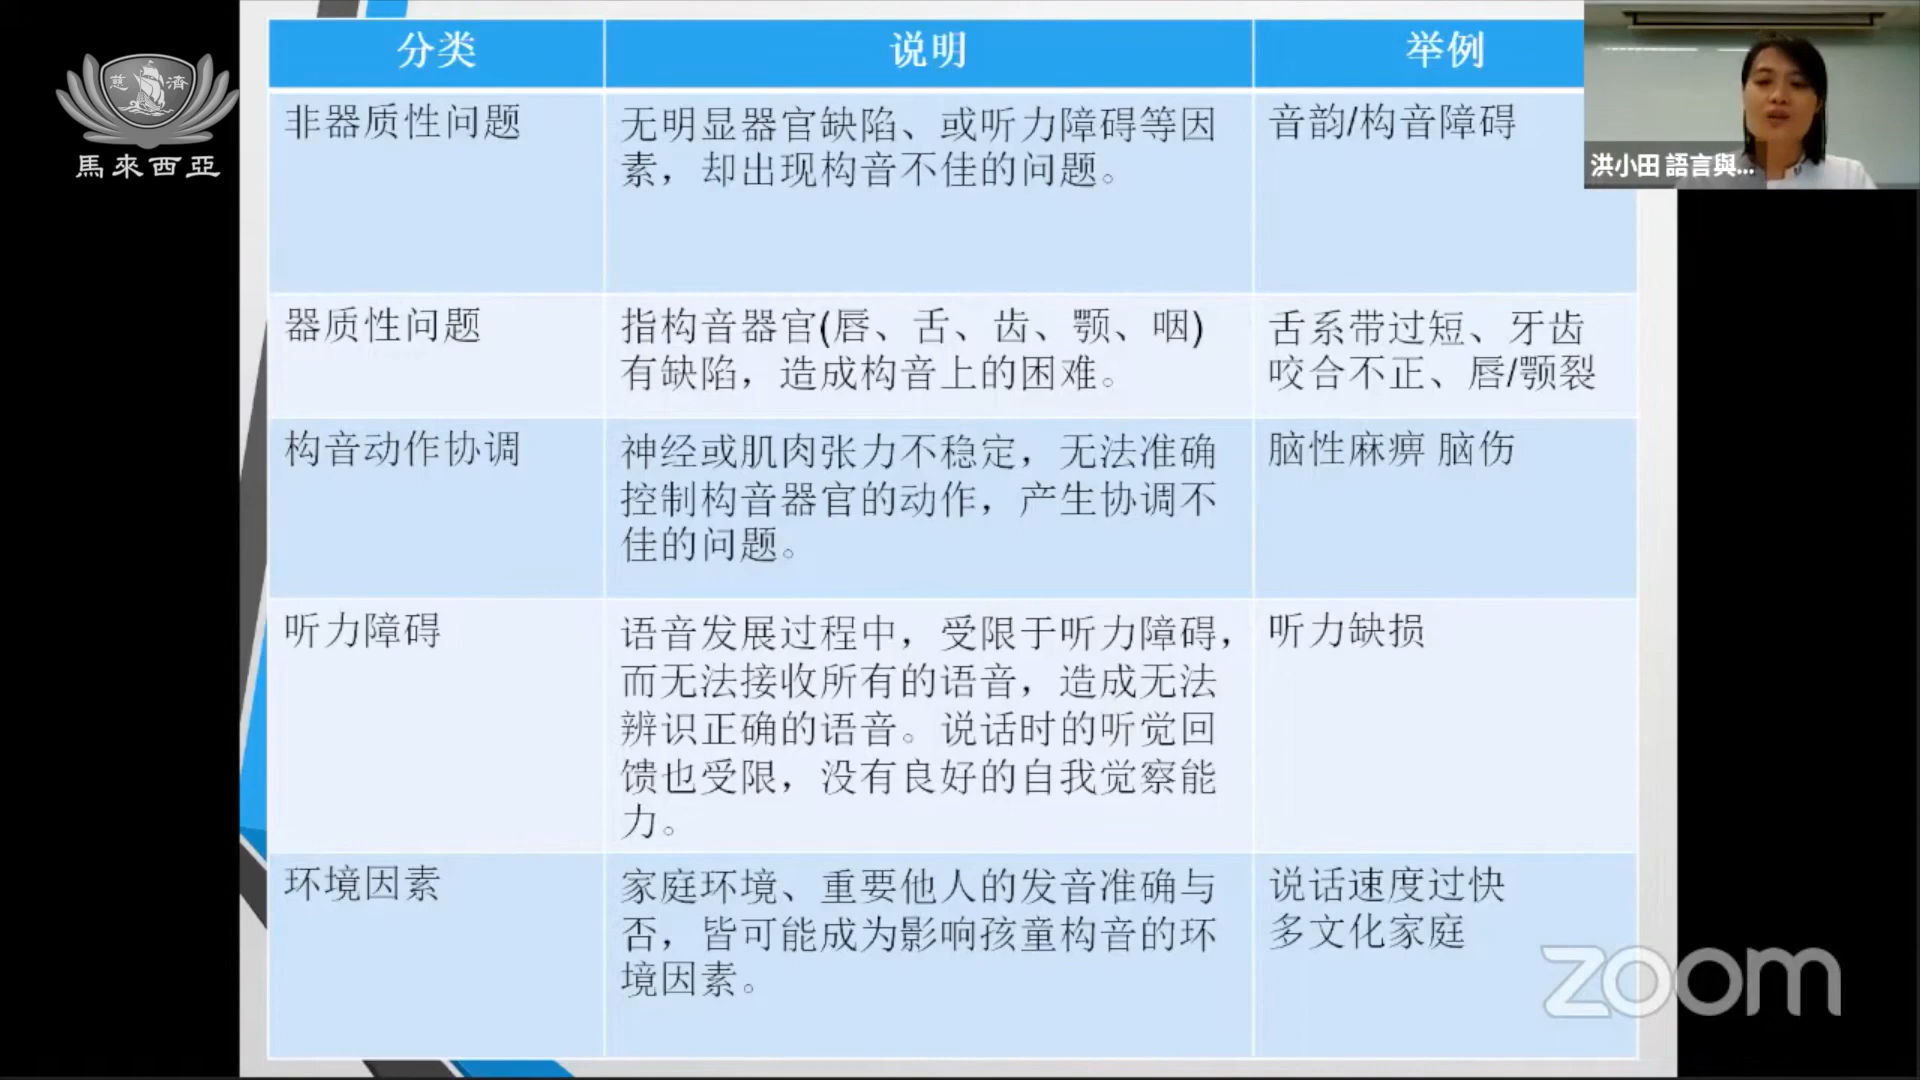 慈 濟
馬來西亞
分类
说明
举例
非器质性问题
无明显器官缺陷、或听力障碍等因
素，却出现构音不佳的问题。
音韵/构音障碍
洪小田 語言與...
器质性问题
指构音器官(唇、舌、齿、颚、咽)
有缺陷，造成构音上的困难。
舌系带过短、牙齿
咬合不正、唇/颚裂
构音动作协调
神经或肌肉张力不稳定，无法准确
控制构音器官的动作，产生协调不
佳的问题。
脑性麻痹 脑伤
听力障碍
语音发展过程中，受限于听力障碍，
而无法接收所有的语音，造成无法
辨识正确的语音。说话时的听觉回
馈也受限，没有良好的自我觉察能
力。
听力缺损
环境因素
家庭环境、重要他人的发音准确与
否，皆可能成为影响孩童构音的环
境因素。
说话速度过快
多文化家庭
zoom